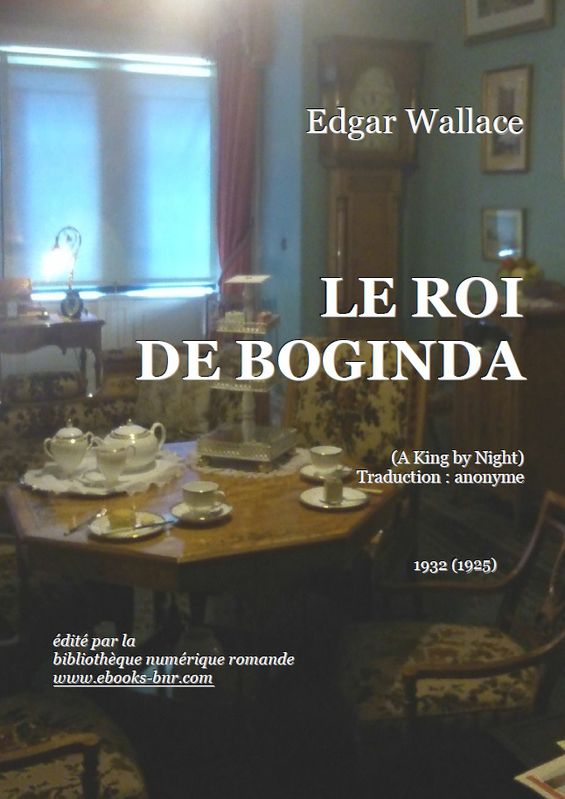 Edgar Wallace
LE ROI
DE BOGINDA
(A King by Night)
Traduction : anonyme
1932 (1925)
édité par la
bibliothèque numérique romande
www.ebooks-bnr.com